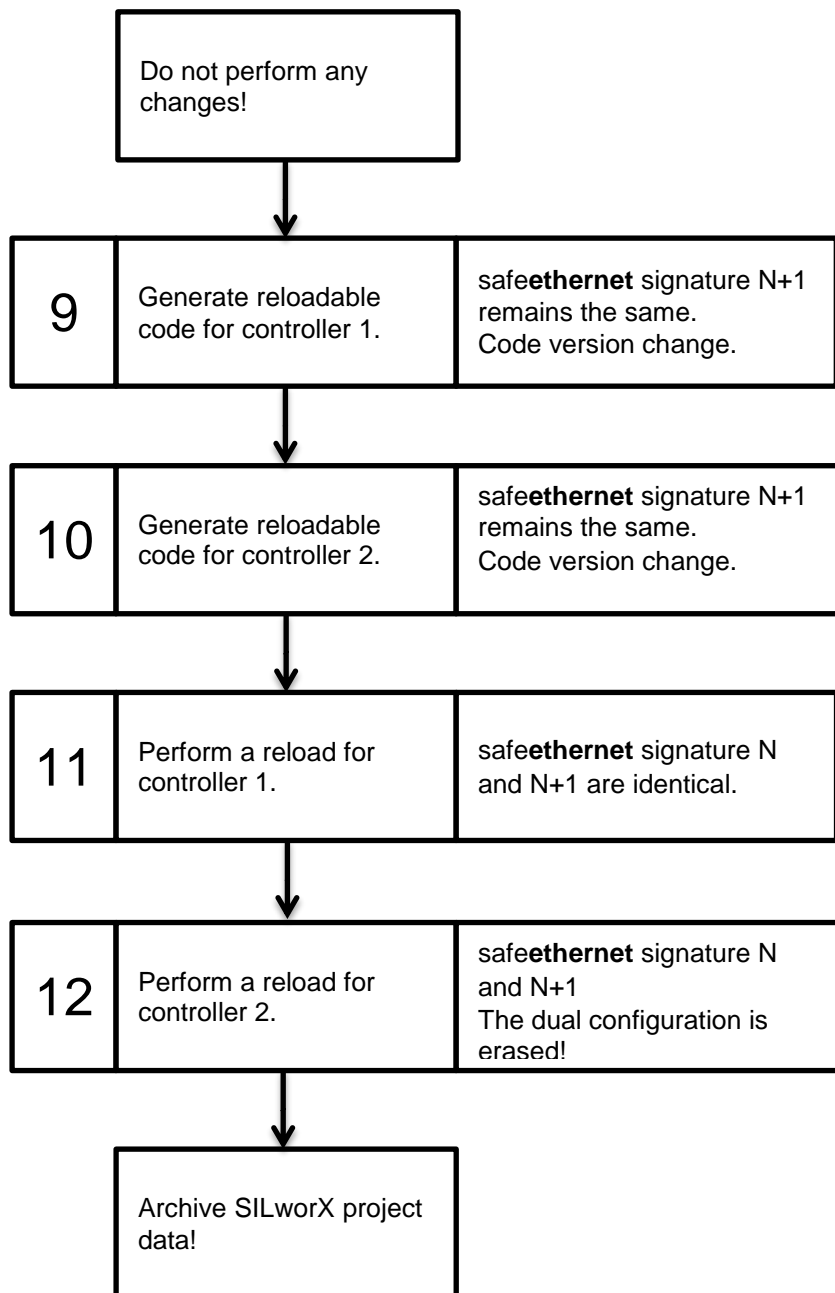 Do not perform any
changes!
9
Generate reloadable
code for controller 1.
safeethernet signature N+1
remains the same.
Code version change.
10
Generate reloadable
code for controller 2.
safeethernet signature N+1
remains the same.
Code version change.
11
Perform a reload for
controller 1.
safeethernet signature N
and N+1 are identical.
12
Perform a reload for
controller 2.
safeethernet signature N
and N+1
The dual configuration is
erased!
Archive SILworX project
data!